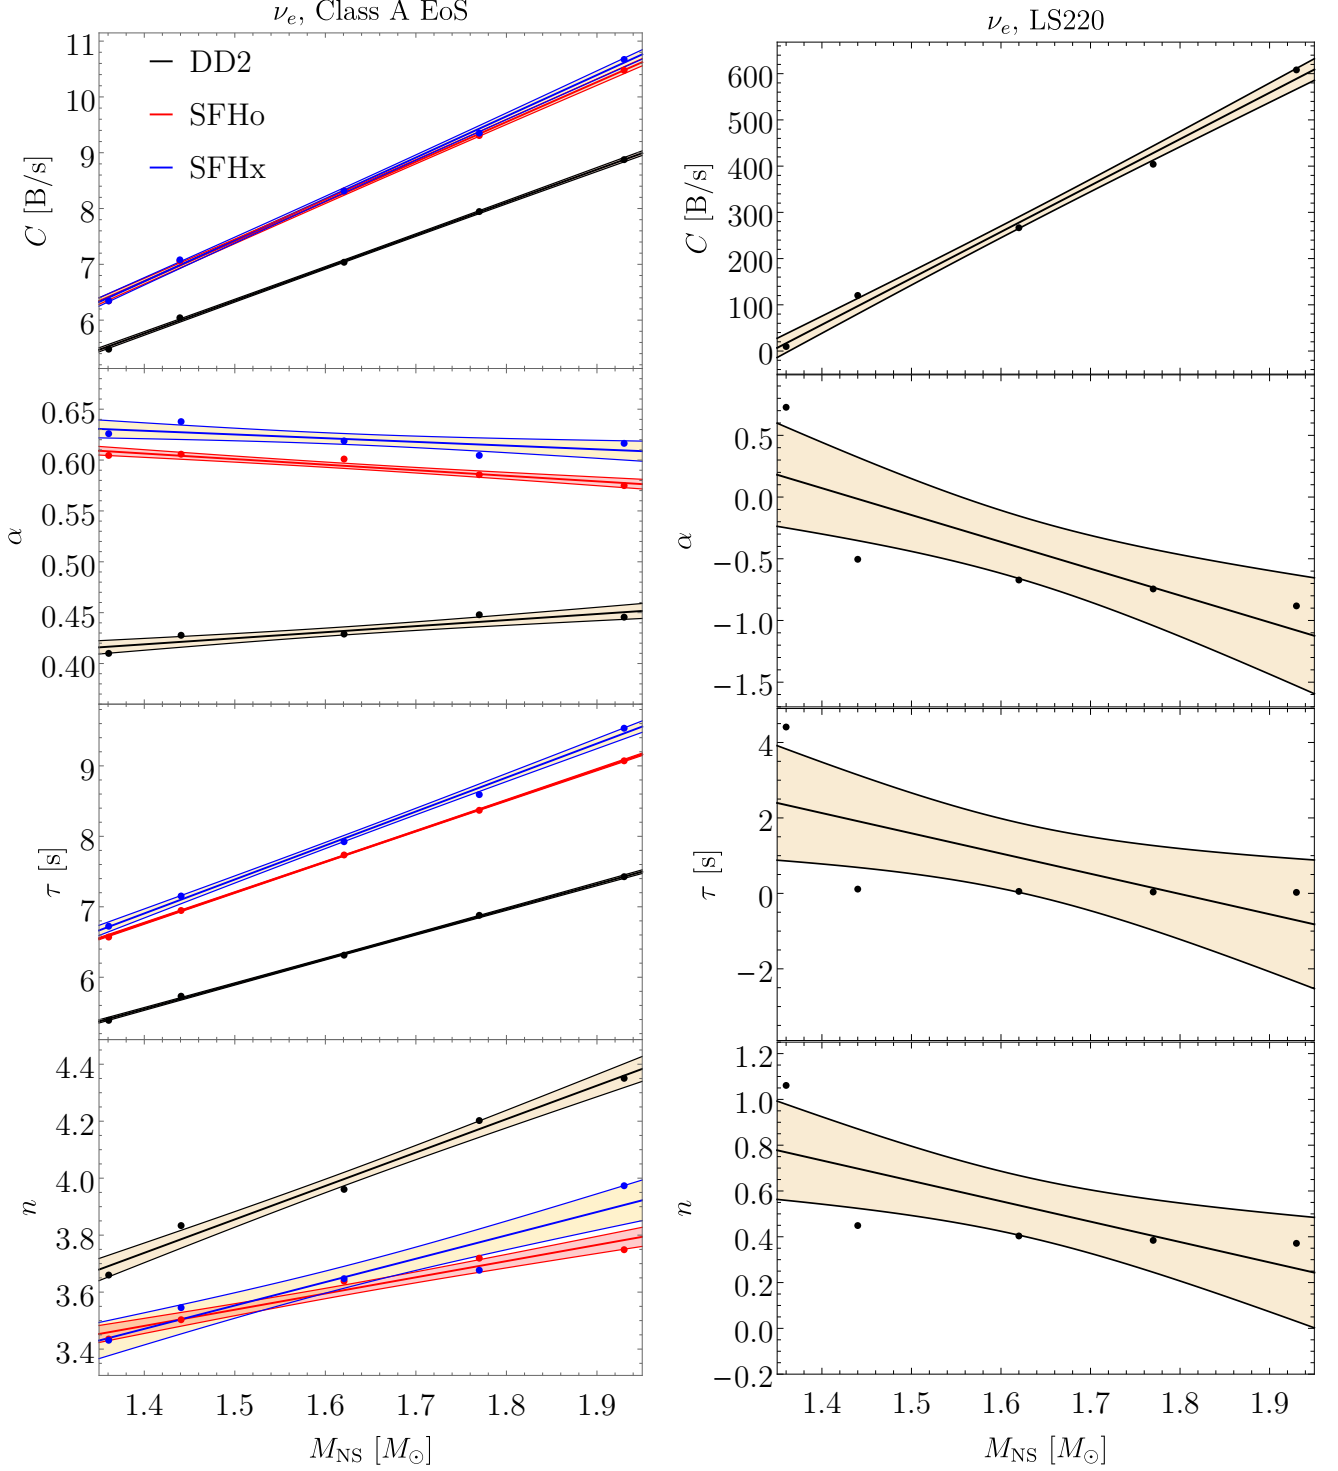 νₑ, Class A EoS
DD2
SFHo
SFHx
C [B/s]
11
10
9
8
7
6
α
0.65
0.60
0.55
0.50
0.45
0.40
τ [s]
9
8
7
6
n
4.4
4.2
4.0
3.8
3.6
3.4
1.4 1.5 1.6 1.7 1.8 1.9
M_NS [M_⊙]
νₑ, LS220
C [B/s]
600
500
400
300
200
100
0
α
0.5
0.0
−0.5
−1.0
−1.5
τ [s]
4
2
0
−2
n
1.2
1.0
0.8
0.6
0.4
0.2
0.0
−0.2
1.4 1.5 1.6 1.7 1.8 1.9
M_NS [M_⊙]